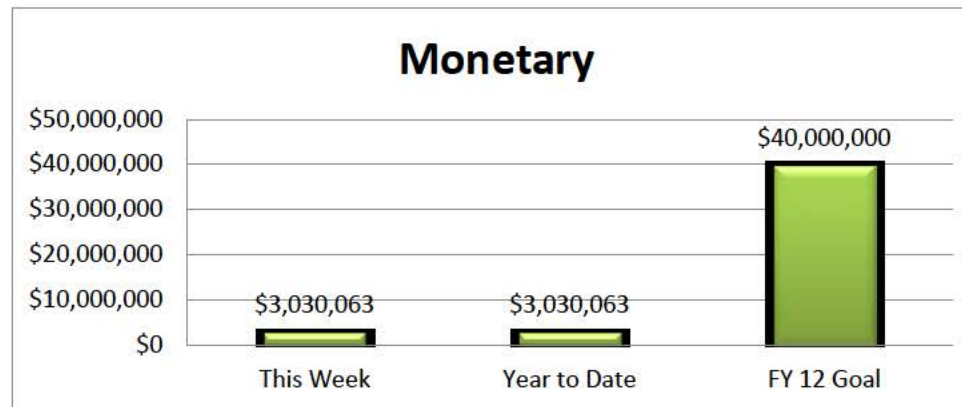 Monetary
$50,000,000
$40,000,000
$30,000,000
$20,000,000
$10,000,000
$0
$3,030,063
$3,030,063
$40,000,000
This Week
Year to Date
FY 12 Goal